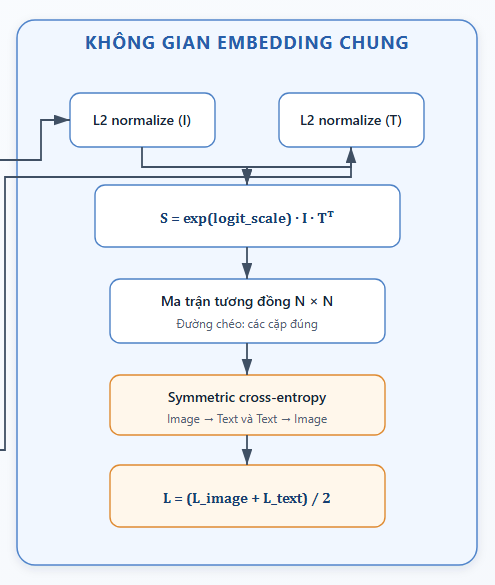 KHÔNG GIAN EMBEDDING CHUNG
L2 normalize (I)
L2 normalize (T)
S = exp(logit_scale) · I · Tᵀ
Ma trận tương đồng N × N
Đường chéo: các cặp đúng
Symmetric cross-entropy
Image → Text và Text → Image
L = (L_image + L_text) / 2